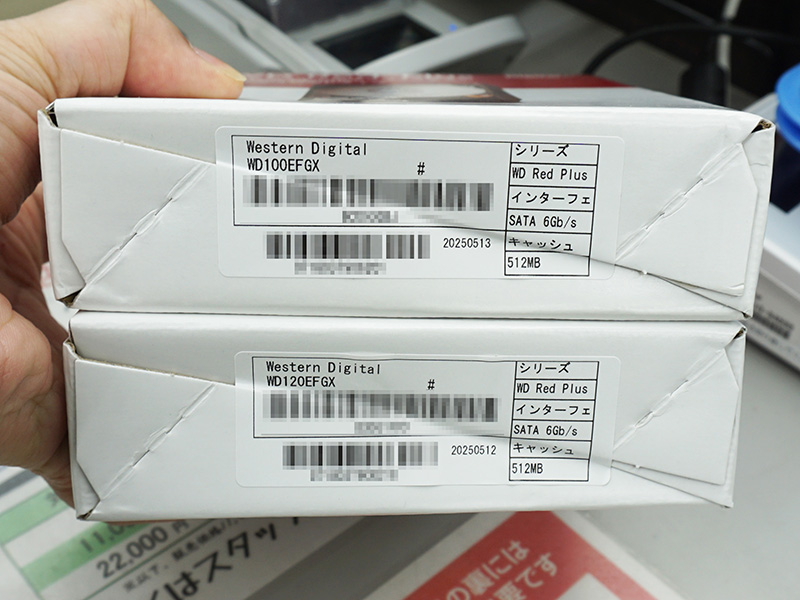 Western Digital
WD100EFGX
#
シリーズ
WD Red Plus
インターフェ
SATA 6Gb/s
キャッシュ
512MB
20250513
Western Digital
WD120EFGX
#
シリーズ
WD Red Plus
インターフェ
SATA 6Gb/s
キャッシュ
512MB
20250512
22,000 円
くはスタッ
の裏には
要です